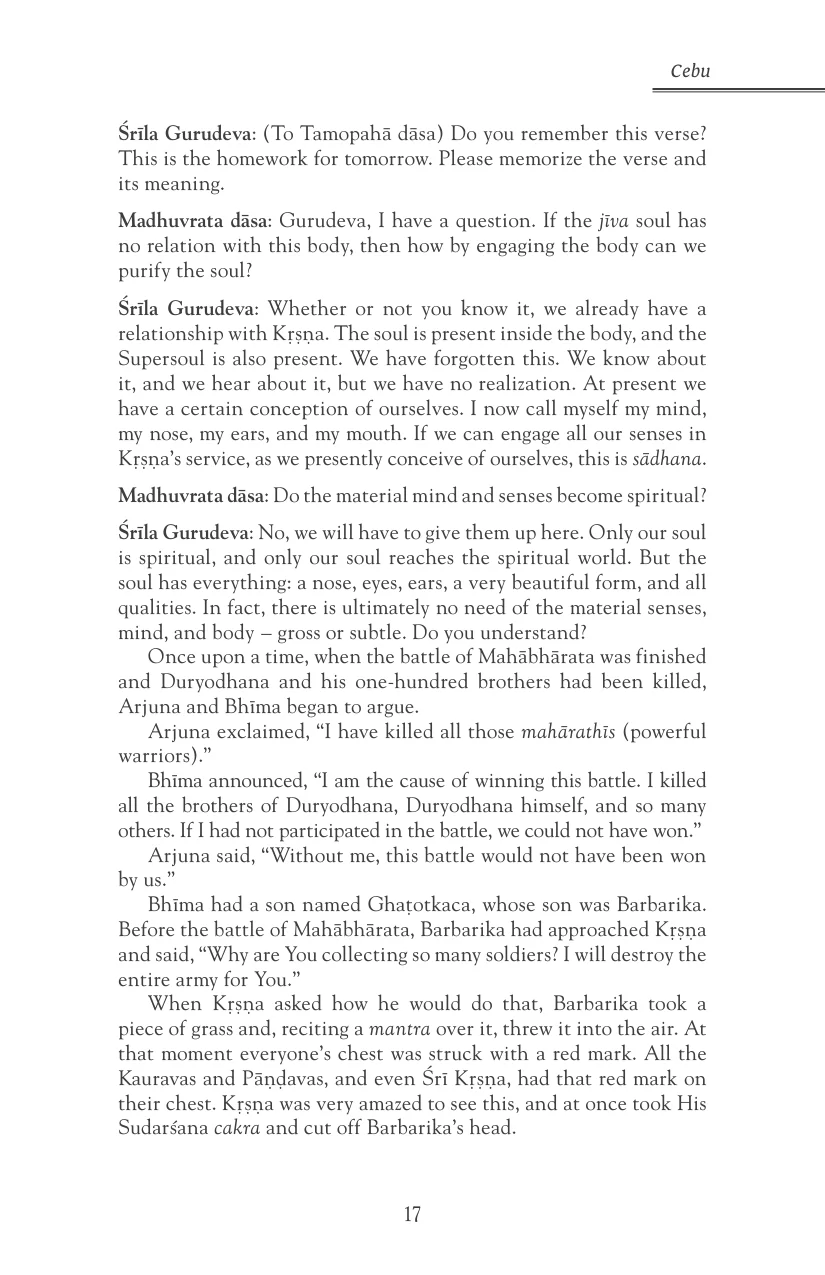 Cebu
Śrīla Gurudeva: (To Tamopahā dāsa) Do you remember this verse?
This is the homework for tomorrow. Please memorize the verse and
its meaning.
Madhuvrata dāsa: Gurudeva, I have a question. If the jīva soul has
no relation with this body, then how by engaging the body can we
purify the soul?
Śrīla Gurudeva: Whether or not you know it, we already have a
relationship with Kṛṣṇa. The soul is present inside the body, and the
Supersoul is also present. We have forgotten this. We know about
it, and we hear about it, but we have no realization. At present we
have a certain conception of ourselves. I now call myself my mind,
my nose, my ears, and my mouth. If we can engage all our senses in
Kṛṣṇa’s service, as we presently conceive of ourselves, this is sādhana.
Madhuvrata dāsa: Do the material mind and senses become spiritual?
Śrīla Gurudeva: No, we will have to give them up here. Only our soul
is spiritual, and only our soul reaches the spiritual world. But the
soul has everything: a nose, eyes, ears, a very beautiful form, and all
qualities. In fact, there is ultimately no need of the material senses,
mind, and body – gross or subtle. Do you understand?
Once upon a time, when the battle of Mahābhārata was finished
and Duryodhana and his one-hundred brothers had been killed,
Arjuna and Bhīma began to argue.
Arjuna exclaimed, “I have killed all those mahārathīs (powerful
warriors).”
Bhīma announced, “I am the cause of winning this battle. I killed
all the brothers of Duryodhana, Duryodhana himself, and so many
others. If I had not participated in the battle, we could not have won.”
Arjuna said, “Without me, this battle would not have been won
by us.”
Bhīma had a son named Ghaṭotkaca, whose son was Barbarika.
Before the battle of Mahābhārata, Barbarika had approached Kṛṣṇa
and said, “Why are You collecting so many soldiers? I will destroy the
entire army for You.”
When Kṛṣṇa asked how he would do that, Barbarika took a
piece of grass and, reciting a mantra over it, threw it into the air. At
that moment everyone’s chest was struck with a red mark. All the
Kauravas and Pāṇḍavas, and even Śrī Kṛṣṇa, had that red mark on
their chest. Kṛṣṇa was very amazed to see this, and at once took His
Sudarśana cakra and cut off Barbarika’s head.
17